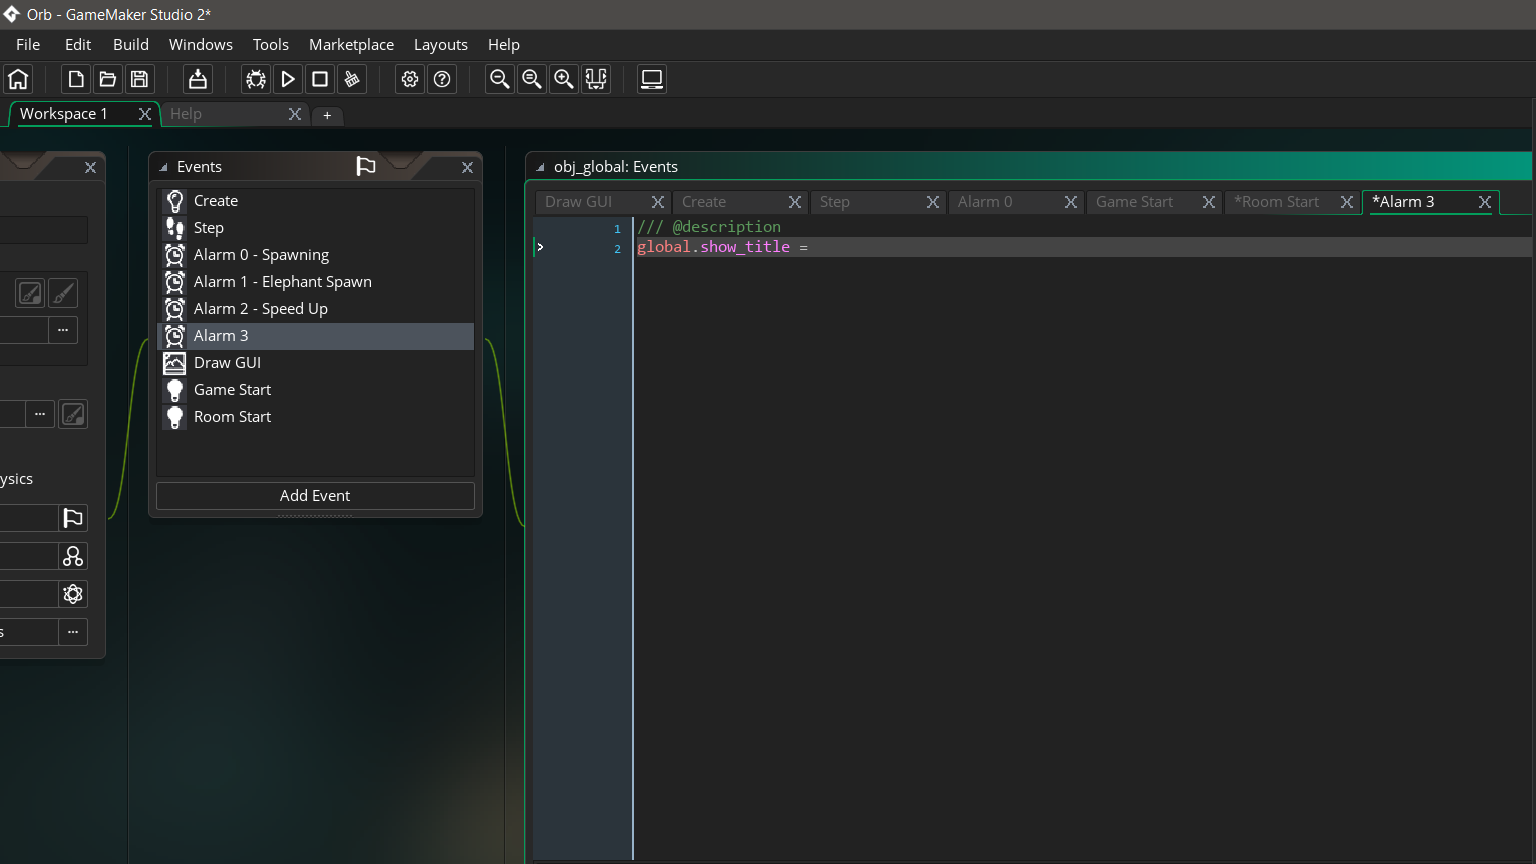 Orb - GameMaker Studio 2*
File Edit Build Windows Tools Marketplace Layouts Help
Workspace 1 X Help X +
Events
Create
Step
Alarm 0 - Spawning
Alarm 1 - Elephant Spawn
Alarm 2 - Speed Up
Alarm 3
Draw GUI
Game Start
Room Start
Add Event
...
...
ysics
s ...
obj_global: Events
Draw GUI X Create X Step X Alarm 0 X Game Start X *Room Start X *Alarm 3 X
1 /// @description
2 global.show_title =